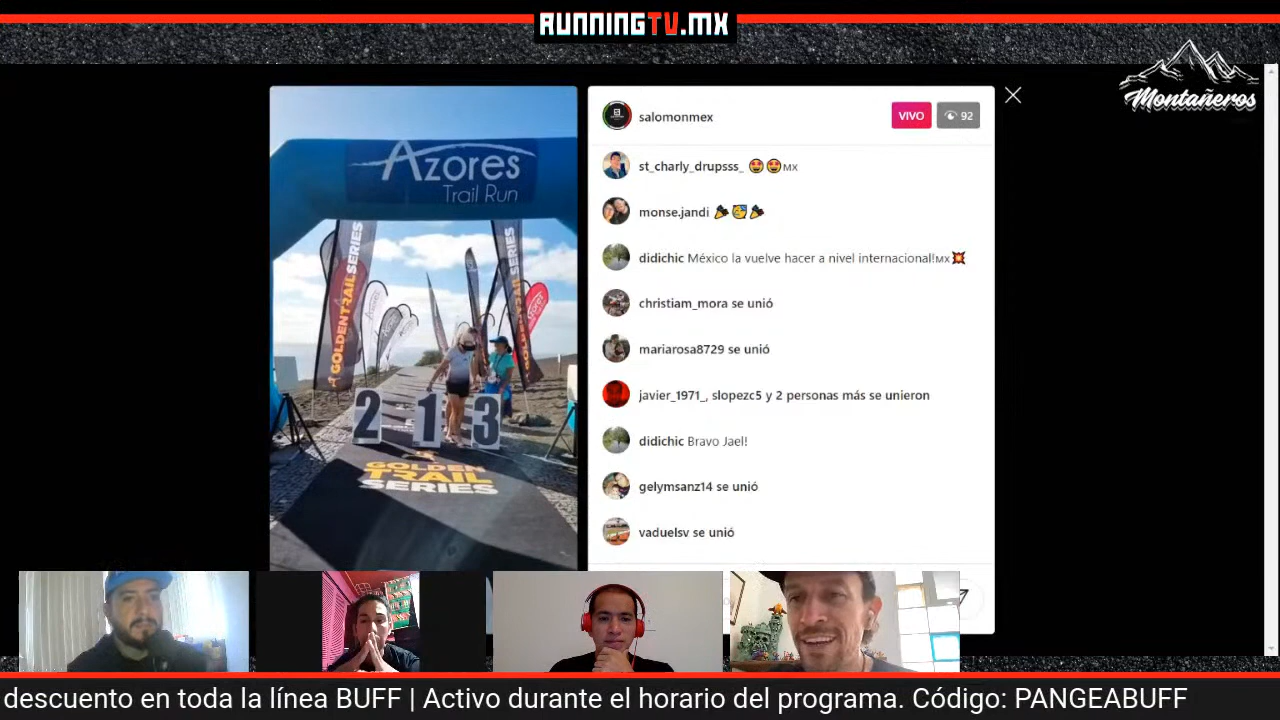 RUNNINGTV.MX
Montañeros
Azores
Trail Run
GOLDENTRAIL SERIES
GOLDENTRAIL SERIES
Azores
2 1 3
GOLDEN
TRAIL
SERIES
salomonmex
VIVO
92
st_charly_drupsss_ 🤩🤩MX
monse.jandi 🎉🥳🎉
didichic México la vuelve hacer a nivel internacional!MX💥
christiam_mora se unió
mariarosa8729 se unió
javier_1971_, slopezc5 y 2 personas más se unieron
didichic Bravo Jael!
gelymsanz14 se unió
vaduelsv se unió
descuento en toda la línea BUFF | Activo durante el horario del programa. Código: PANGEABUFF